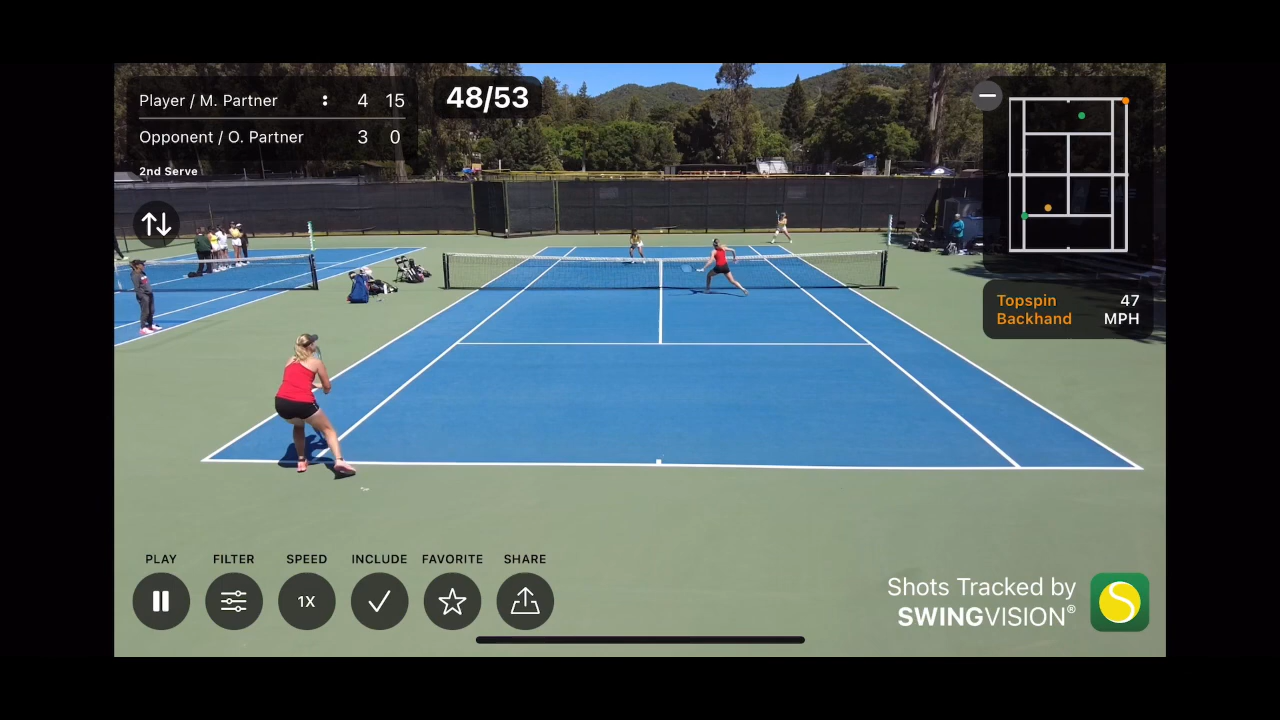 Player / M. Partner : 4 15
Opponent / O. Partner 3 0
2nd Serve
48/53
Topspin 47
Backhand MPH
PLAY FILTER SPEED INCLUDE FAVORITE SHARE
1X
Shots Tracked by
SWINGVISION®